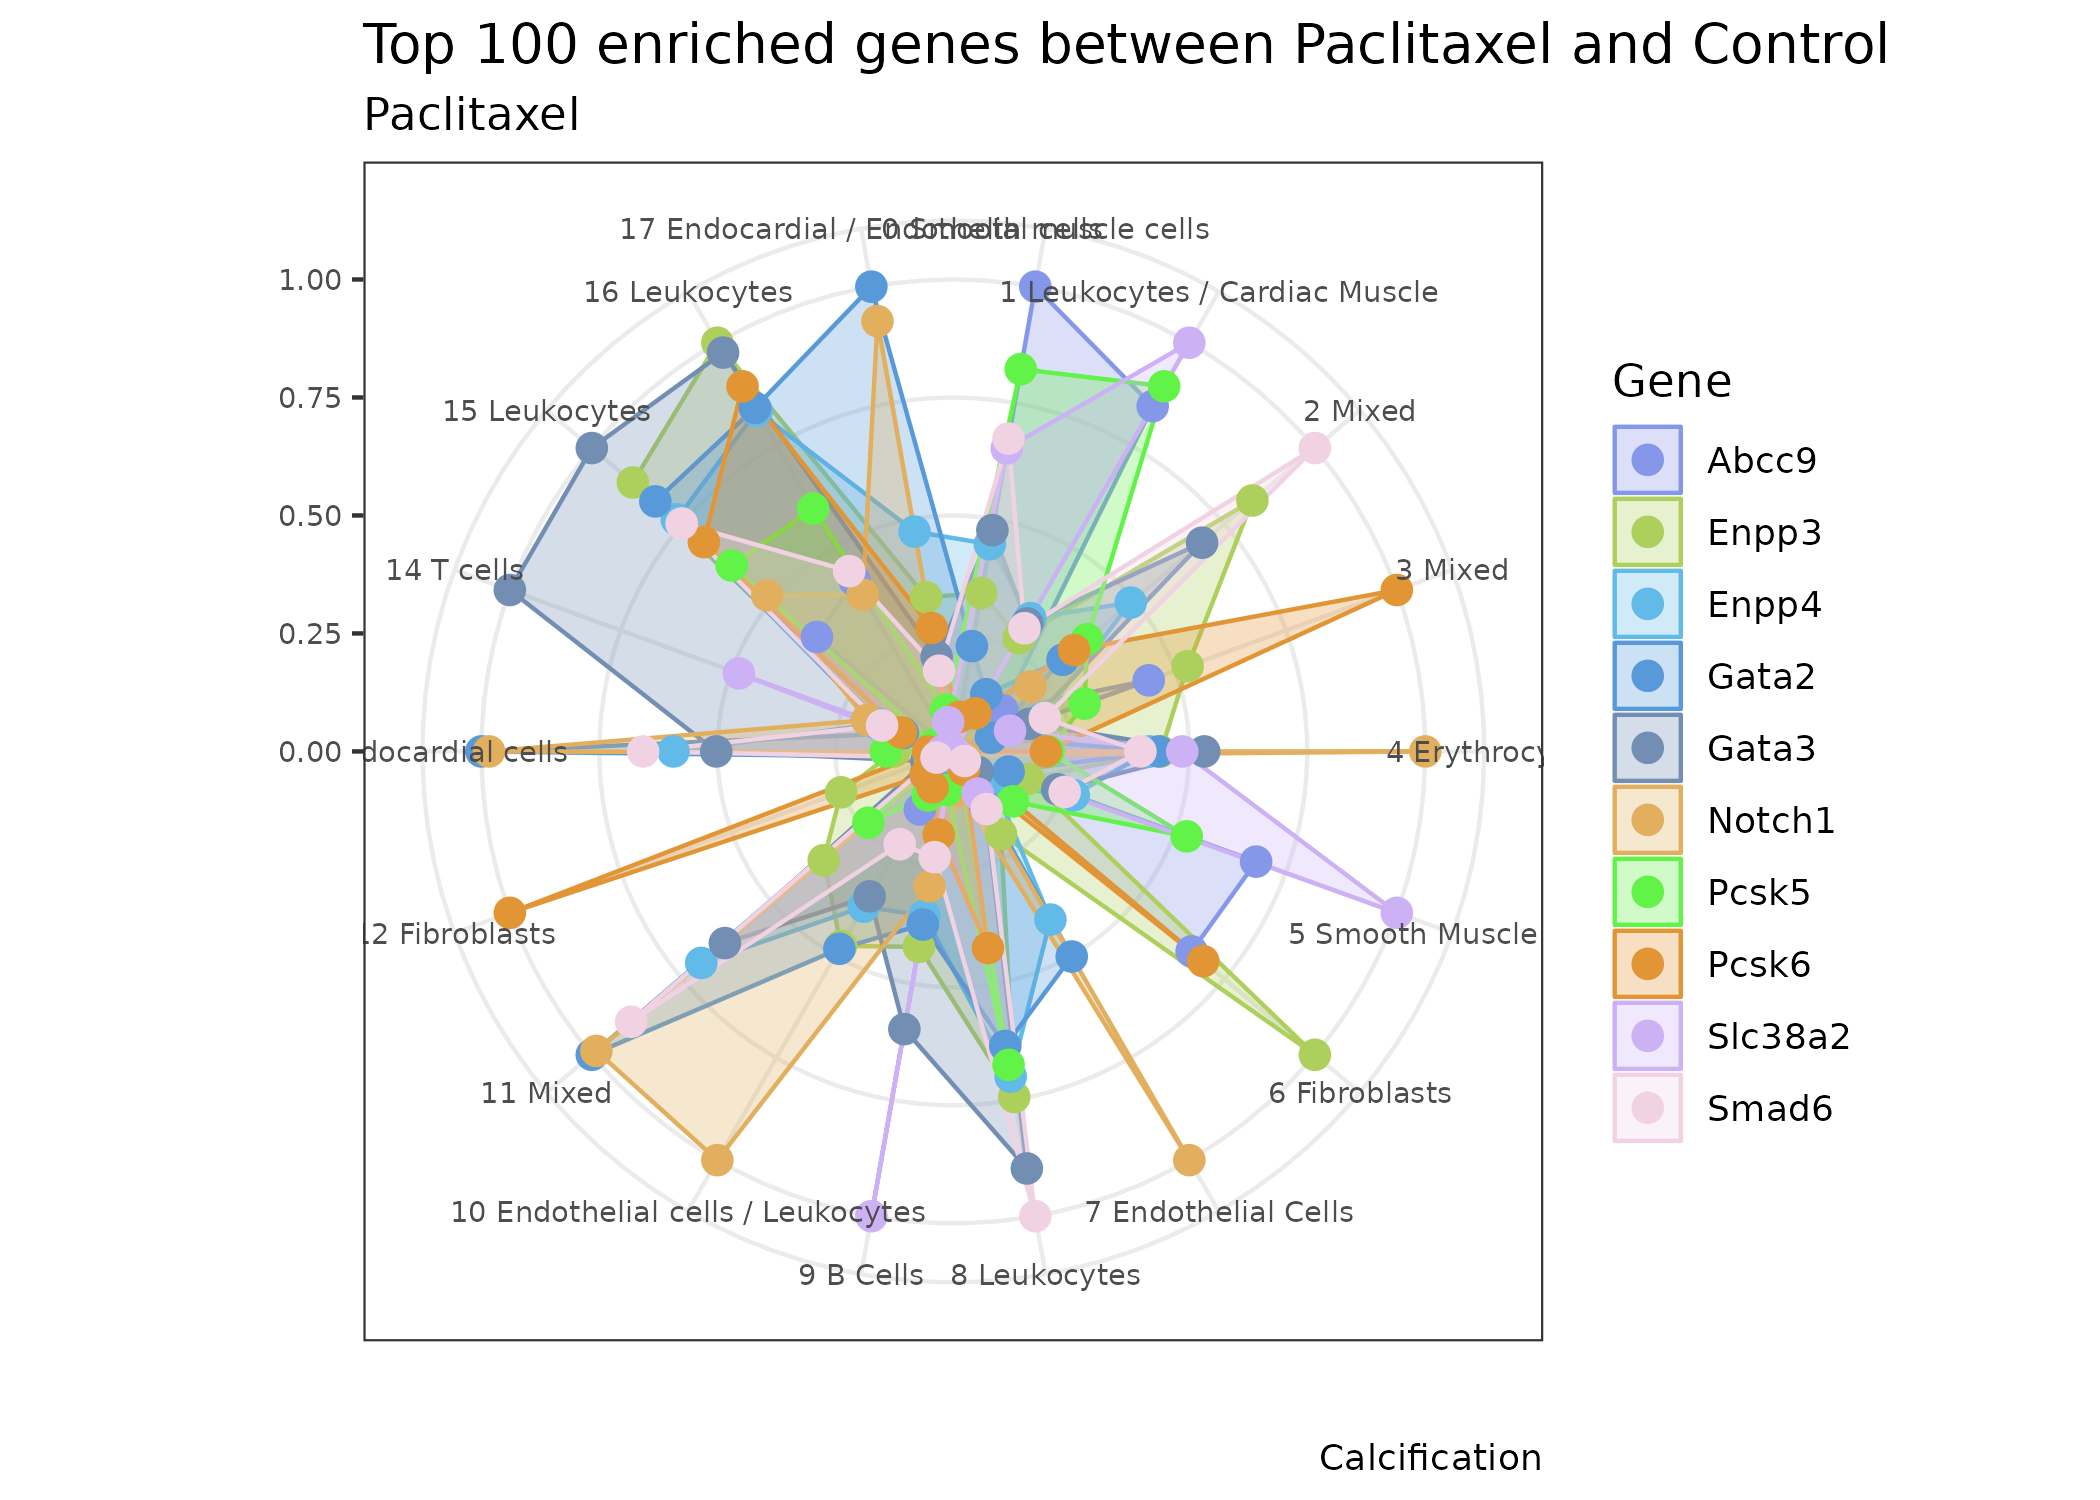 Top 100 enriched genes between Paclitaxel and Control
Paclitaxel
17 Endocardial / Endothelial cells
0 Smooth muscle cells
16 Leukocytes
1 Leukocytes / Cardiac Muscle
15 Leukocytes
2 Mixed
14 T cells
3 Mixed
docardial cells
4 Erythrocy
12 Fibroblasts
5 Smooth Muscle
11 Mixed
6 Fibroblasts
10 Endothelial cells / Leukocytes
7 Endothelial Cells
9 B Cells
8 Leukocytes
1.00
0.75
0.50
0.25
0.00
Gene
Abcc9
Enpp3
Enpp4
Gata2
Gata3
Notch1
Pcsk5
Pcsk6
Slc38a2
Smad6
Calcification